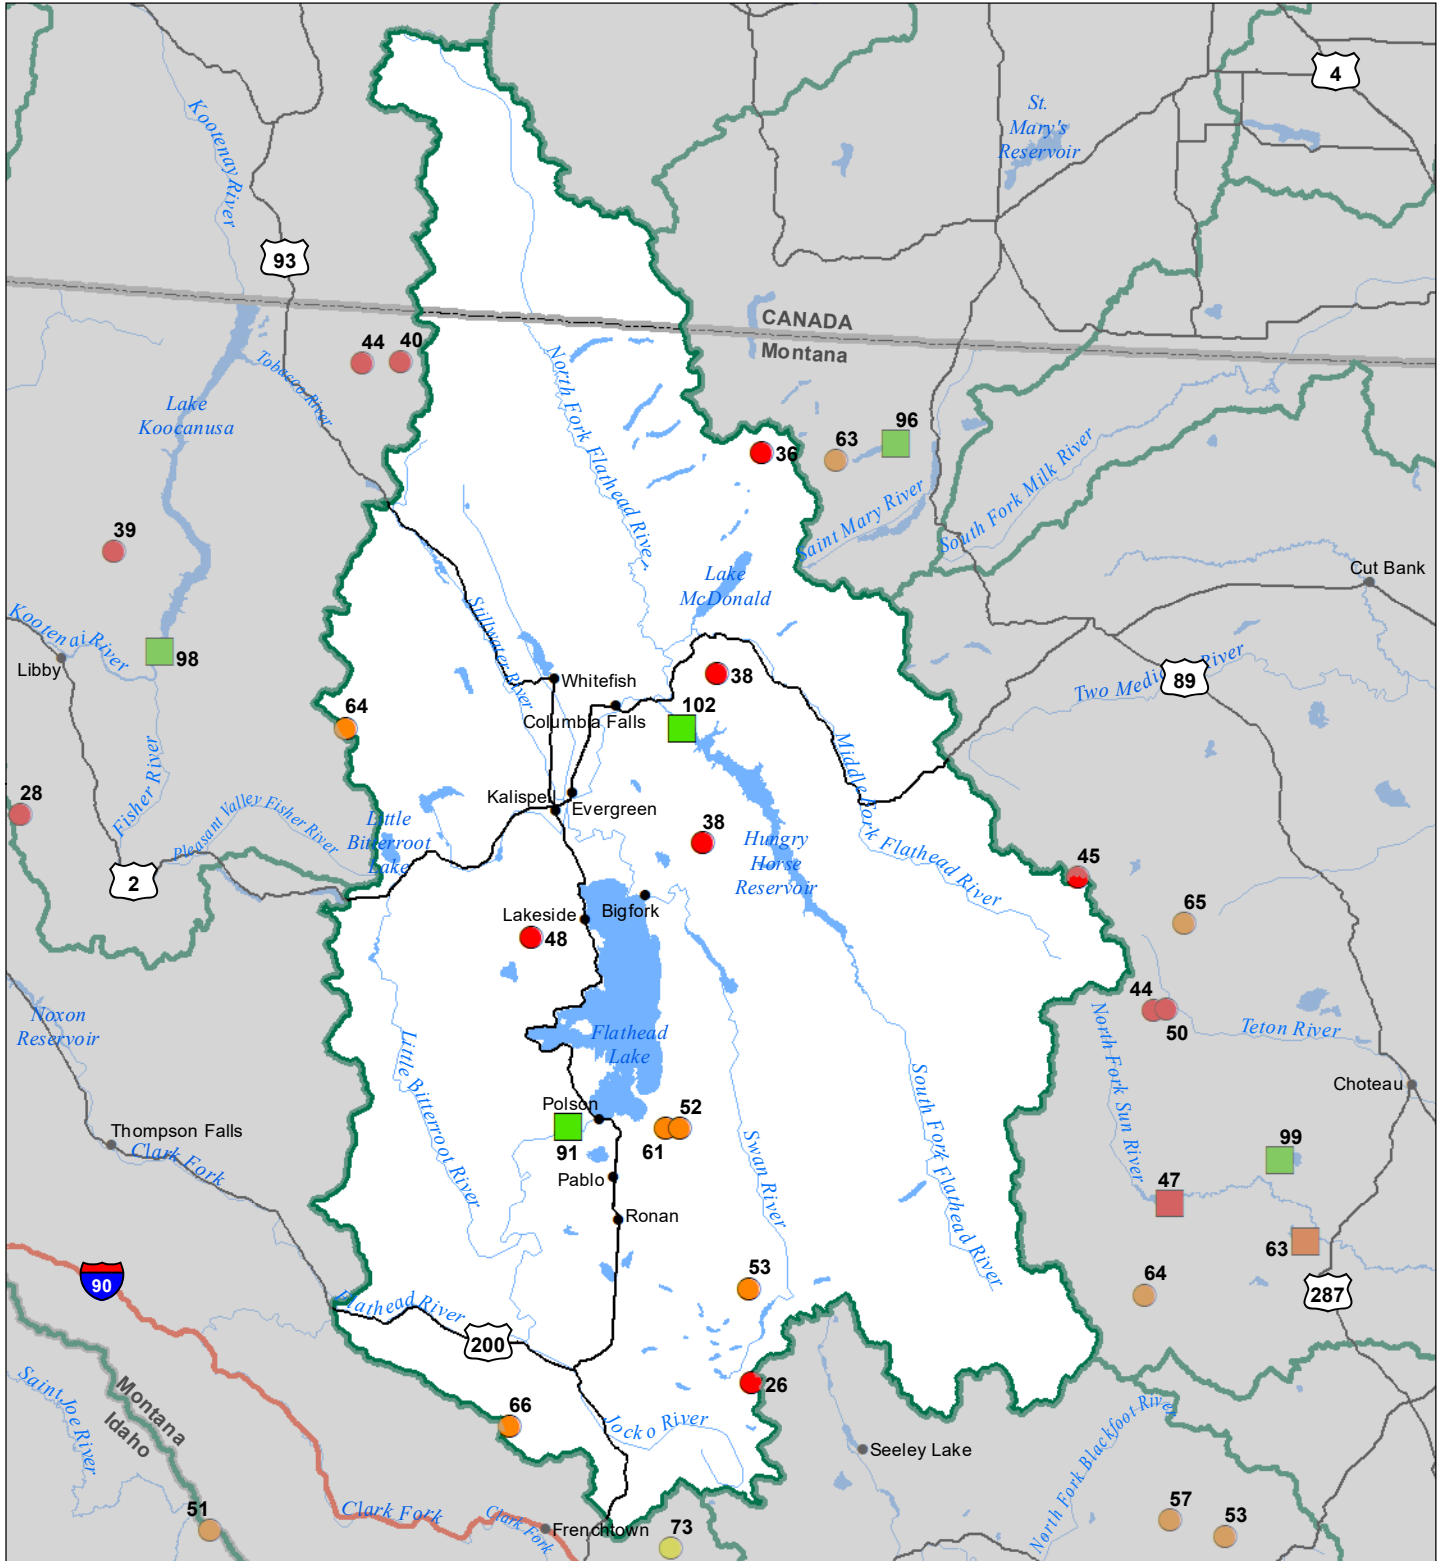 4
St.
Mary's
Reservoir
Kootenay River
93
CANADA
Montana
44
40
Tobacco River
North Fork Flathead River
Lake
Koocanusa
36
63
96
South Fork Milk River
Saint Mary River
39
Lake
McDonald
Cut Bank
Kootenai River
Libby
98
Stillwater River
Whitefish
38
Two Medicine River
89
Columbia Falls
102
64
Middle Fork Flathead River
Fisher River
28
Kalispell
Evergreen
Pleasant Valley Fisher River
Little
Bitterroot
Lake
38
Hungry
Horse
Reservoir
2
45
Lakeside
Bigfork
65
48
Noxon
Reservoir
Flathead
Lake
44
50
Teton River
North Fork Sun River
Little Bitterroot River
South Fork Flathead River
Choteau
Polson
52
61
91
Thompson Falls
Clark Fork
Swan River
99
Pablo
47
Ronan
63
90
53
64
287
Flathead River
200
Saint Joe River
Montana
Idaho
26
66
Jocko River
North Fork Blackfoot River
Seeley Lake
51
Clark Fork
Clark Fork
Frenchtown
73
57
53